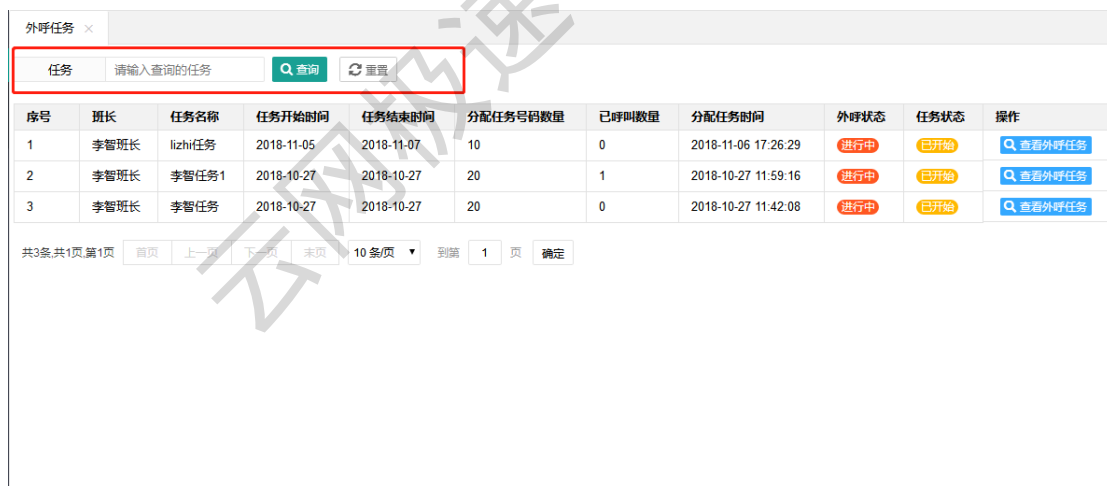 外呼任务 ×
任务 请输入查询的任务 查询 重置
序号 班长 任务名称 任务开始时间 任务结束时间 分配任务号码数量 已呼叫数量 分配任务时间 外呼状态 任务状态 操作
1 李智班长 lizhi任务 2018-11-05 2018-11-07 10 0 2018-11-06 17:26:29 进行中 已开始 查看外呼任务
2 李智班长 李智任务1 2018-10-27 2018-10-27 20 1 2018-10-27 11:59:16 进行中 已开始 查看外呼任务
3 李智班长 李智任务 2018-10-27 2018-10-27 20 0 2018-10-27 11:42:08 进行中 已开始 查看外呼任务
共3条,共1页,第1页 首页 上一页 下一页 末页 10 条/页 到第 1 页 确定
云网极速